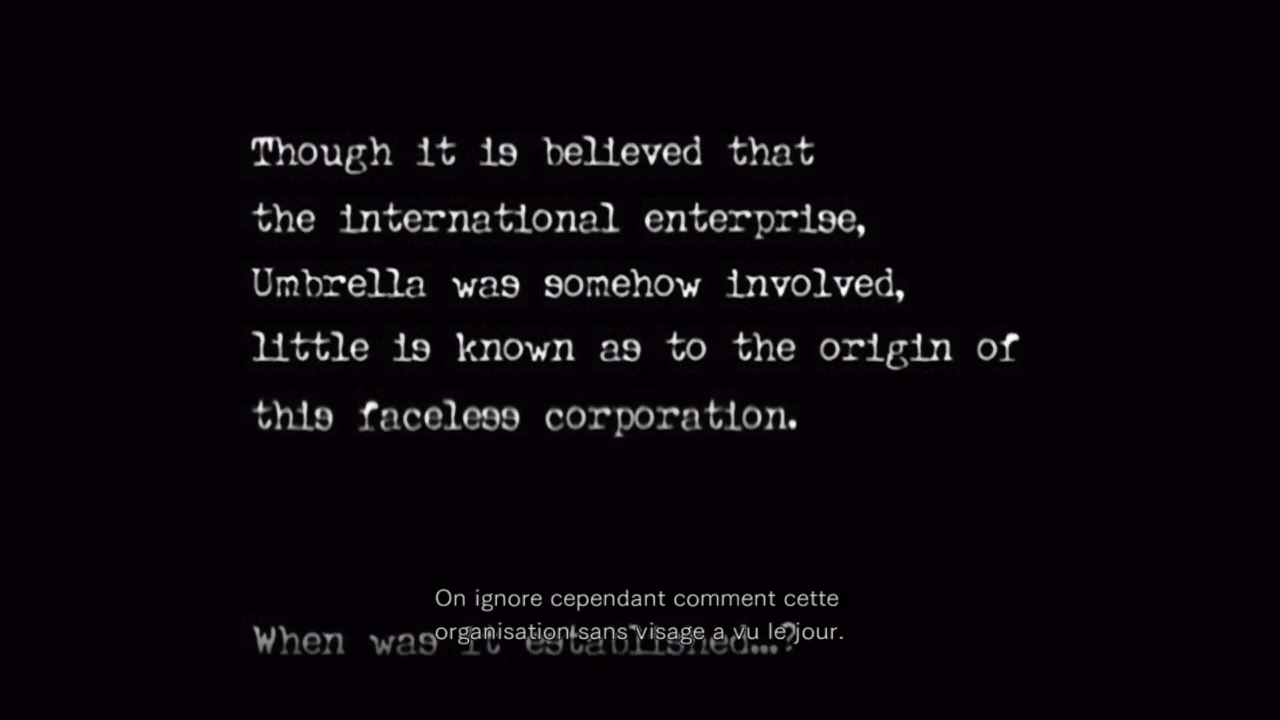 Though it is believed that
the international enterprise,
Umbrella was somehow involved,
little is known as to the origin of
this faceless corporation.
On ignore cependant comment cette
organisation sans visage a vu le jour.
When was it established...?